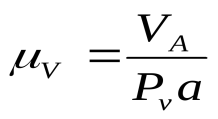 μ_V = V_A / P_v a